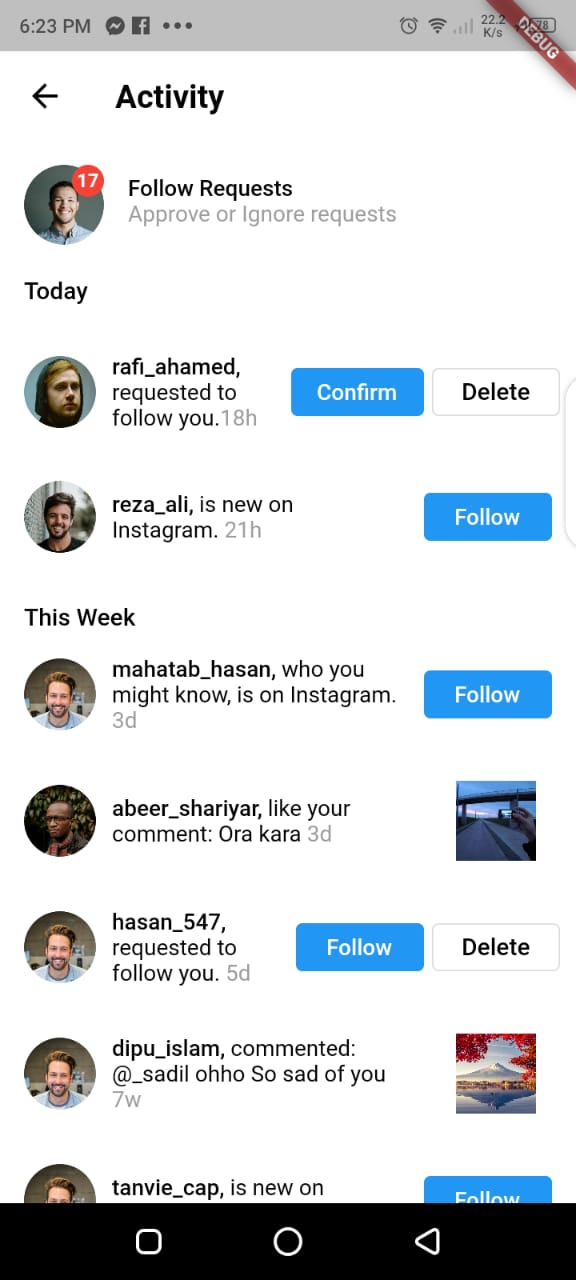 6:23 PM
22.2
K/s
78
DEBUG
Activity
17
Follow Requests
Approve or Ignore requests
Today
rafi_ahamed,
requested to
follow you.18h
Confirm
Delete
reza_ali, is new on
Instagram. 21h
Follow
This Week
mahatab_hasan, who you
might know, is on Instagram.
3d
Follow
abeer_shariyar, like your
comment: Ora kara 3d
hasan_547,
requested to
follow you. 5d
Follow
Delete
dipu_islam, commented:
@_sadil ohho So sad of you
7w
tanvie_cap, is new on
Follow